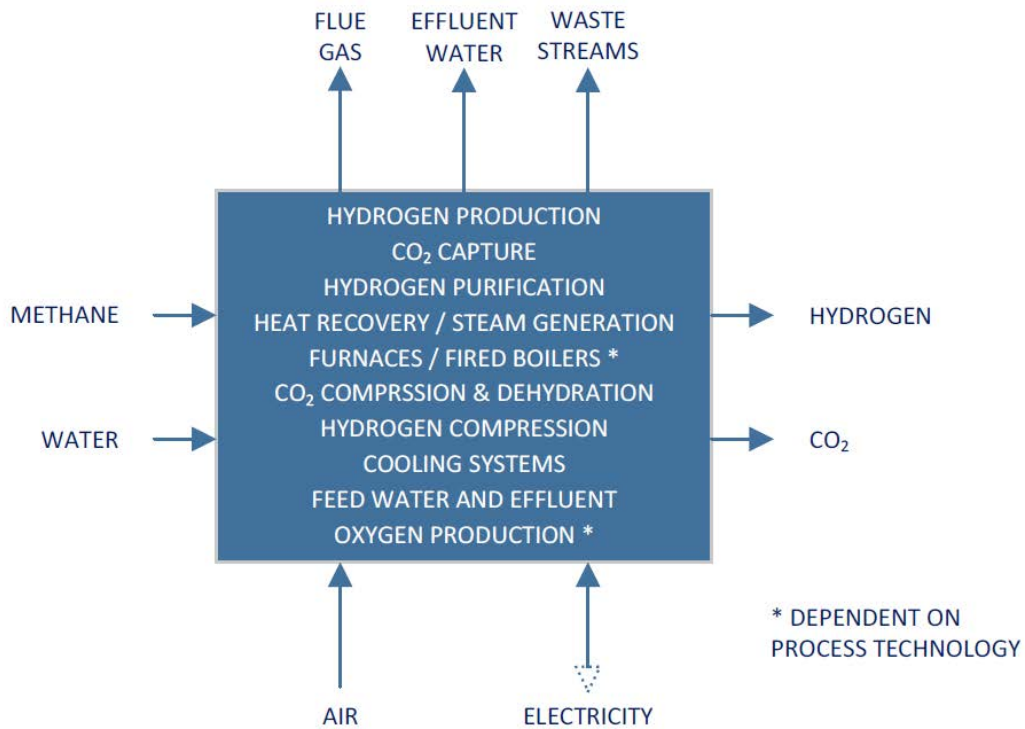 FLUE
GAS
EFFLUENT
WATER
WASTE
STREAMS
HYDROGEN PRODUCTION
CO₂ CAPTURE
HYDROGEN PURIFICATION
HEAT RECOVERY / STEAM GENERATION
FURNACES / FIRED BOILERS *
CO₂ COMPRSSION & DEHYDRATION
HYDROGEN COMPRESSION
COOLING SYSTEMS
FEED WATER AND EFFLUENT
OXYGEN PRODUCTION *
METHANE
WATER
HYDROGEN
CO₂
AIR
ELECTRICITY
* DEPENDENT ON
PROCESS TECHNOLOGY